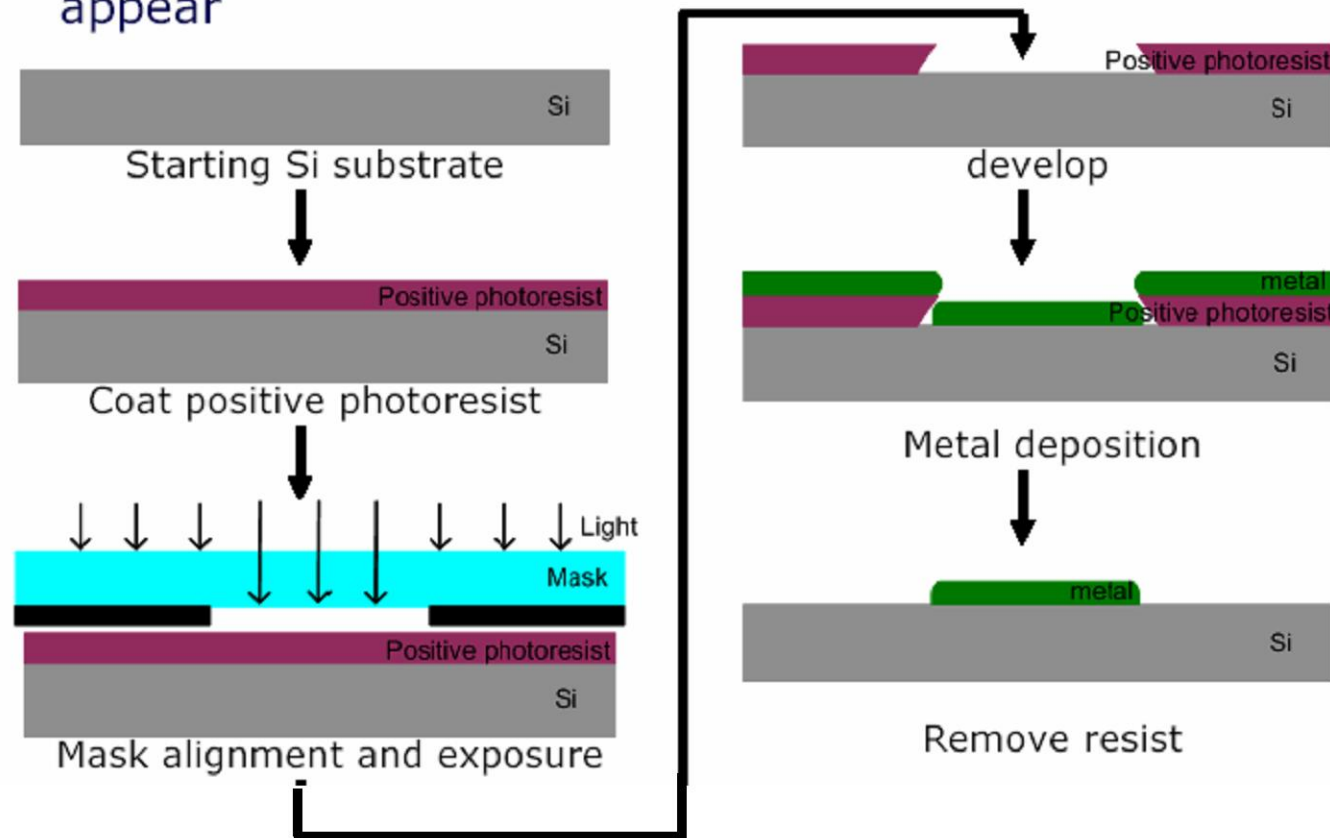 appear
Si
Starting Si substrate
Positive photoresist
Si
Coat positive photoresist
Light
Mask
Positive photoresist
Si
Mask alignment and exposure
Positive photoresist
Si
develop
metal
Positive photoresist
Si
Metal deposition
metal
Si
Remove resist